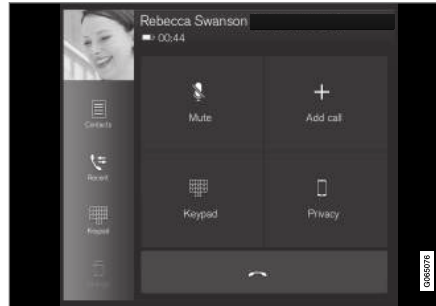 Rebecca Swanson
00:44
Contacts
Mute
Add call
Recent
Keypad
Keypad
Privacy
G065076